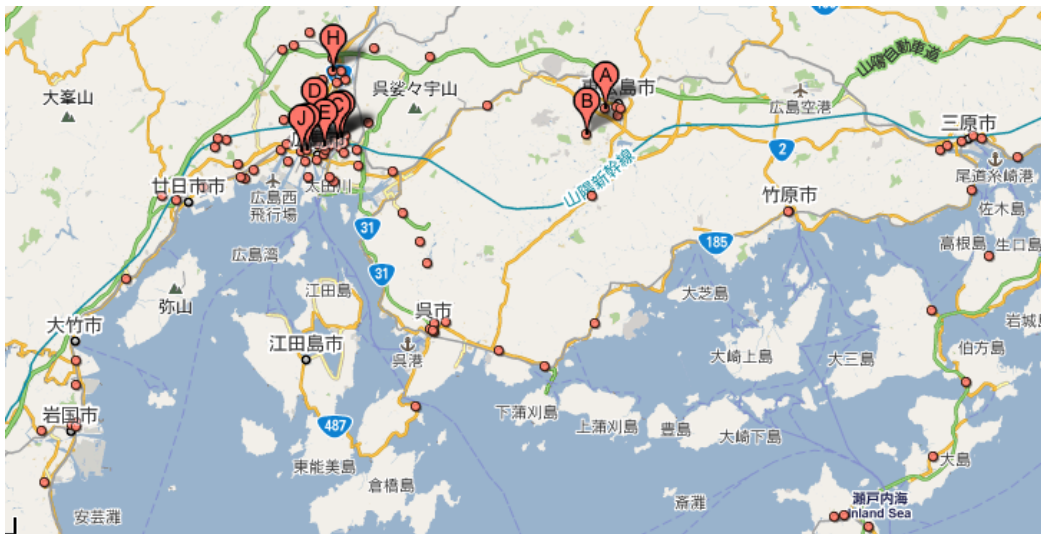 H
山陽自動車道
大峯山
呉娑々宇山
A
東広島市
D
B
広島空港
C
E
J
三原市
2
山陽新幹線
尾道糸崎港
廿日市市
広島西
飛行場
太田川
竹原市
佐木島
31
185
高根島
生口島
広島湾
31
大芝島
弥山
江田島
岩城島
呉市
大竹市
江田島市
呉港
大崎上島
大三島
伯方島
岩国市
下蒲刈島
487
上蒲刈島
豊島
大崎下島
東能美島
大島
倉橋島
斎灘
瀬戸内海
Inland Sea
安芸灘